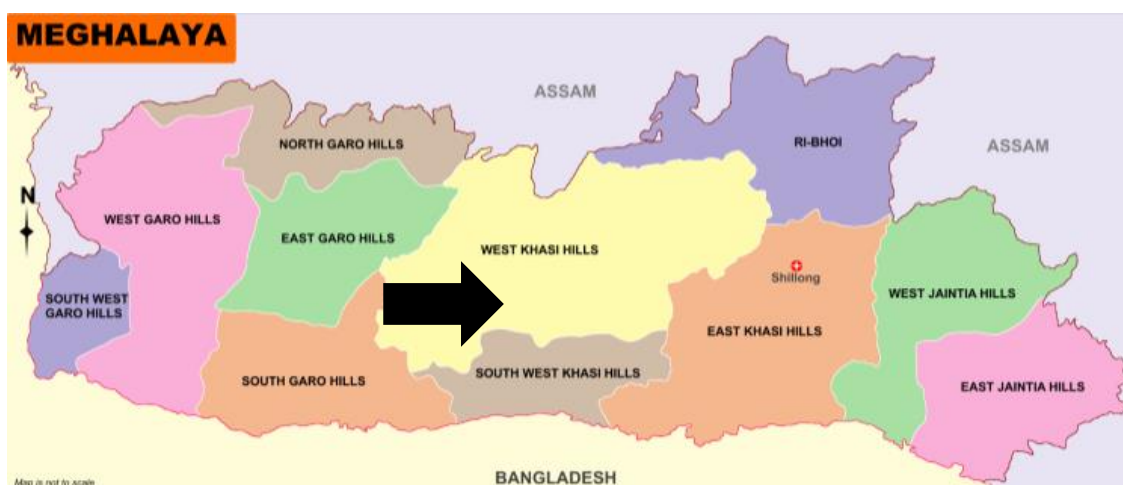 MEGHALAYA
ASSAM
NORTH GARO HILLS
RI-BHOI
ASSAM
N
WEST GARO HILLS
EAST GARO HILLS
WEST KHASI HILLS
Shillong
SOUTH WEST
GARO HILLS
WEST JAINTIA HILLS
EAST KHASI HILLS
SOUTH GARO HILLS
SOUTH WEST KHASI HILLS
EAST JAINTIA HILLS
BANGLADESH
Map is not to scale